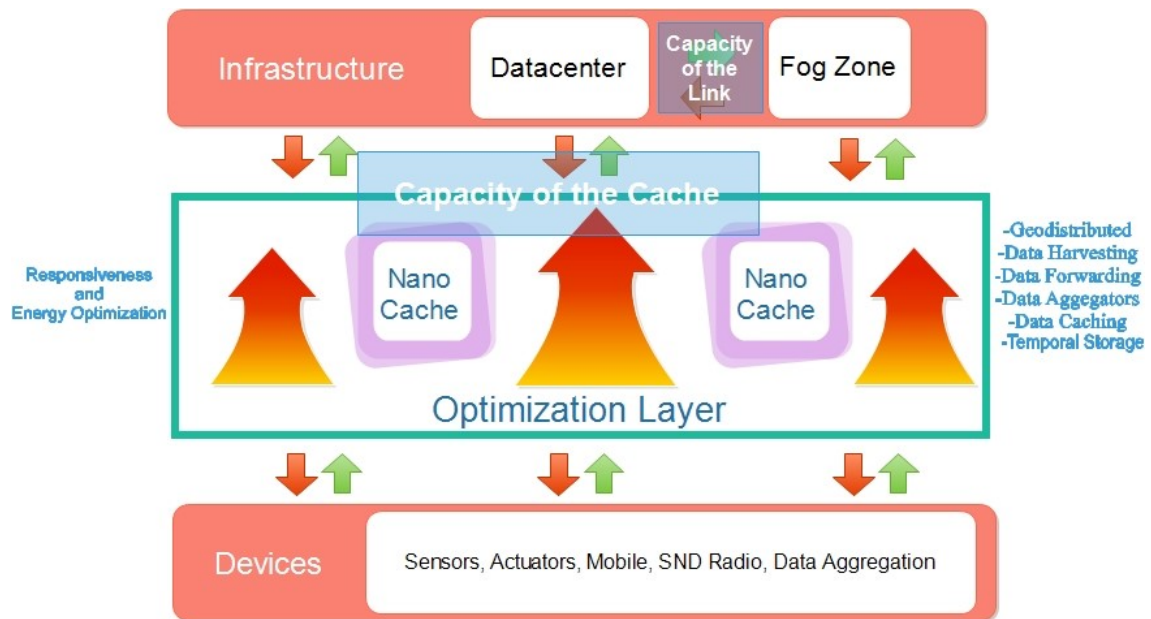 Infrastructure
Datacenter
Capacity
of the
Link
Fog Zone
Capacity of the Cache
Responsiveness
and
Energy Optimization
Nano
Cache
Nano
Cache
-Geodistributed
-Data Harvesting
-Data Forwarding
-Data Aggegators
-Data Caching
-Temporal Storage
Optimization Layer
Devices
Sensors, Actuators, Mobile, SND Radio, Data Aggregation